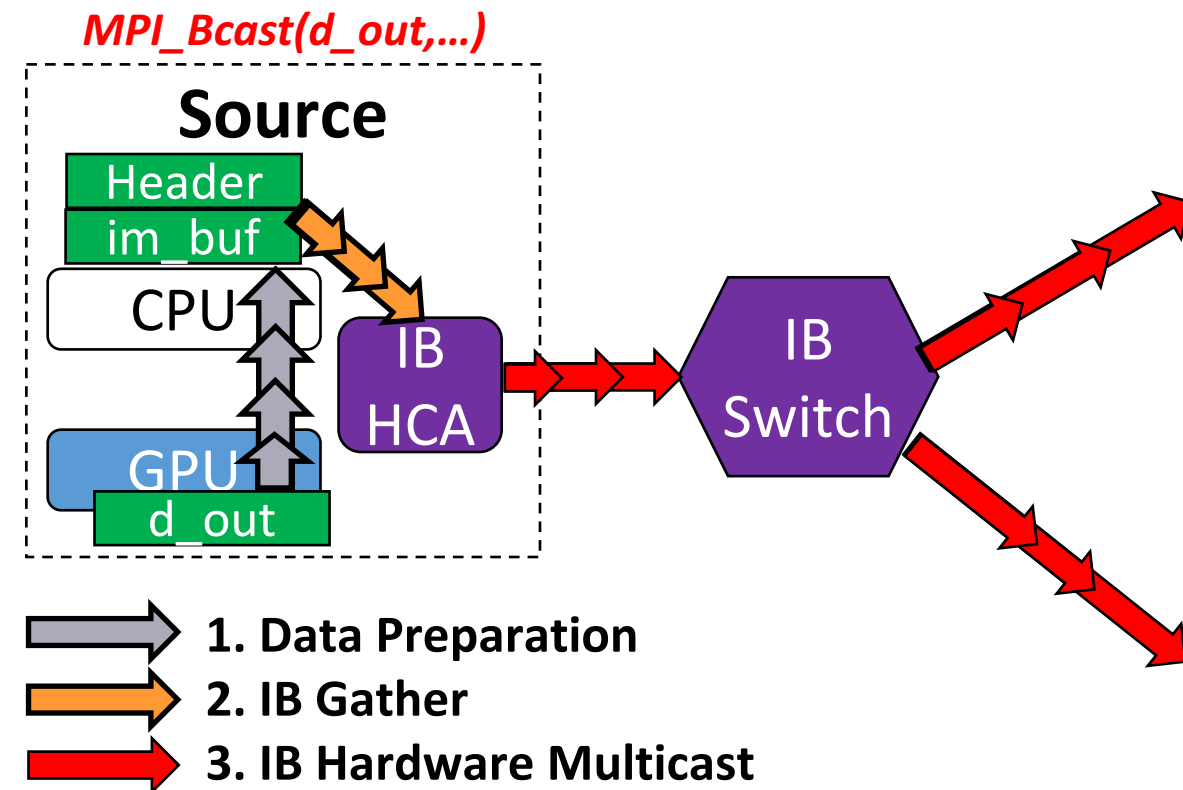 MPI_Bcast(d_out,...)
Source
Header
im_buf
CPU
IB
HCA
GPU
d_out
IB
Switch
1. Data Preparation
2. IB Gather
3. IB Hardware Multicast